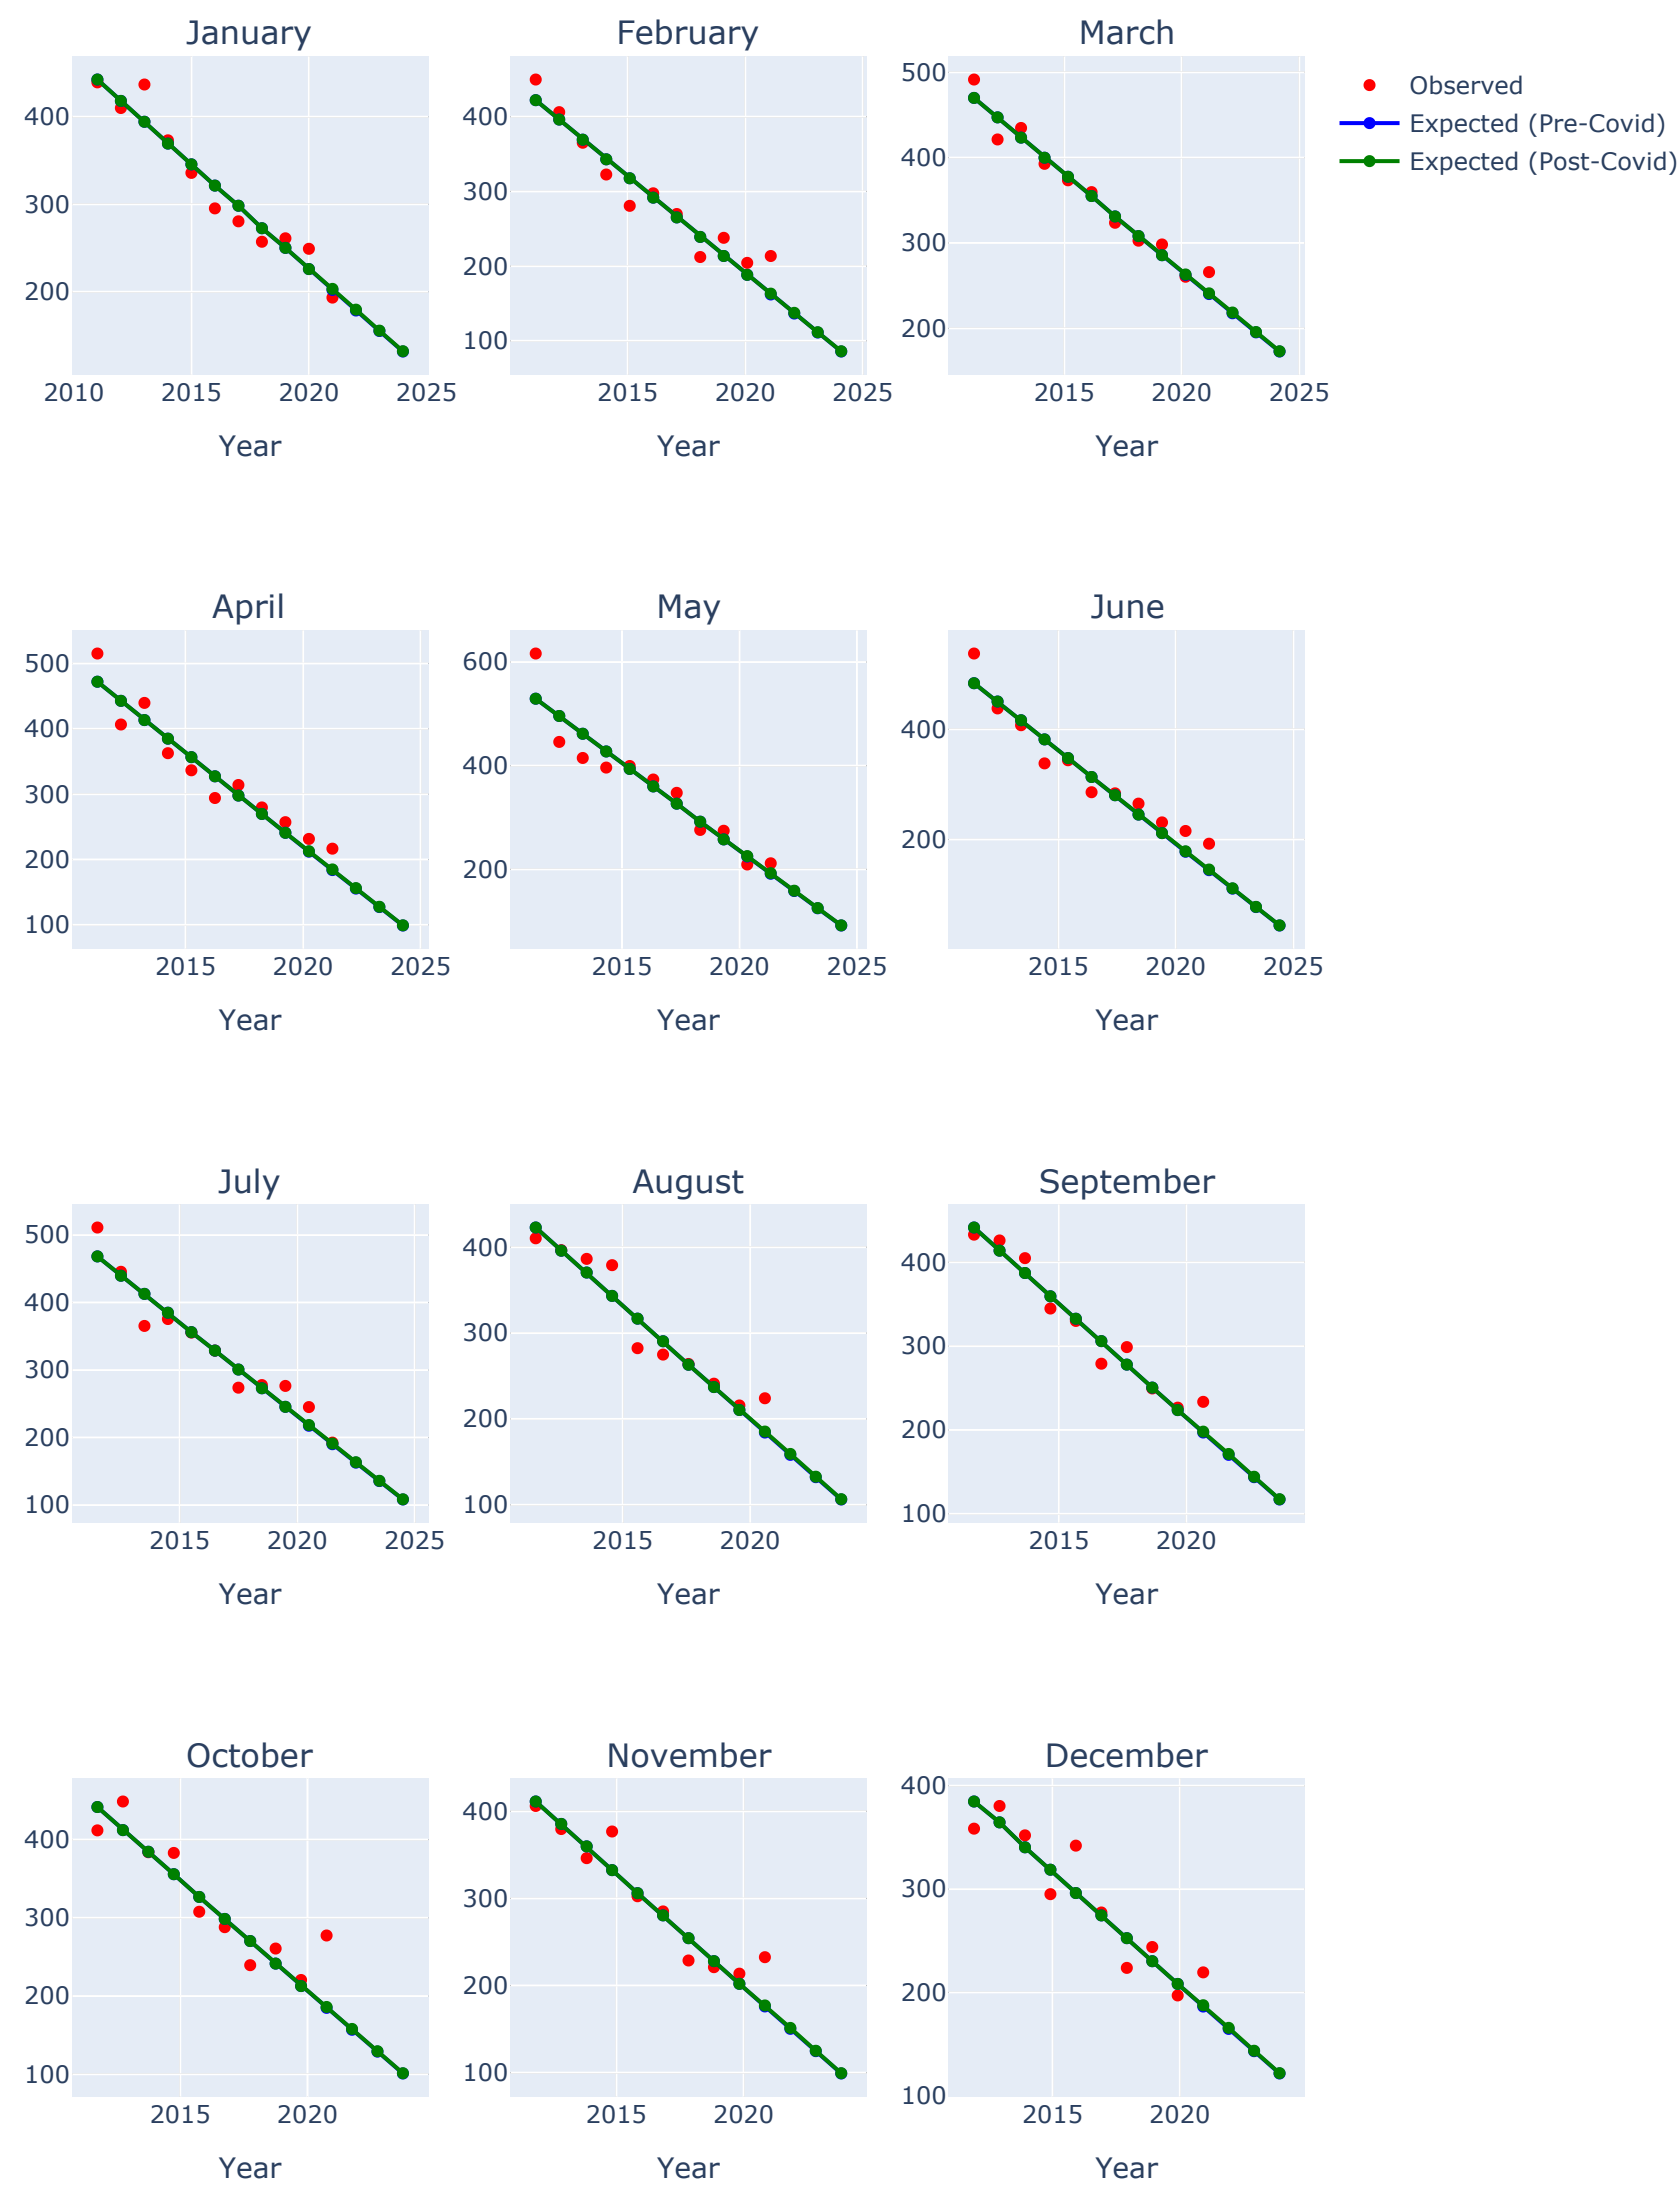 January
February
March
Observed
Expected (Pre-Covid)
Expected (Post-Covid)
400
300
200
400
300
200
100
500
400
300
200
2010 2015 2020 2025
2015 2020 2025
2015 2020 2025
Year
Year
Year
April
May
June
500
400
300
200
100
600
400
200
400
200
2015 2020 2025
2015 2020 2025
2015 2020 2025
Year
Year
Year
July
August
September
500
400
300
200
100
400
300
200
100
400
300
200
100
2015 2020 2025
2015 2020
2015 2020
Year
Year
Year
October
November
December
400
300
200
100
400
300
200
100
400
300
200
100
2015 2020
2015 2020
2015 2020
Year
Year
Year